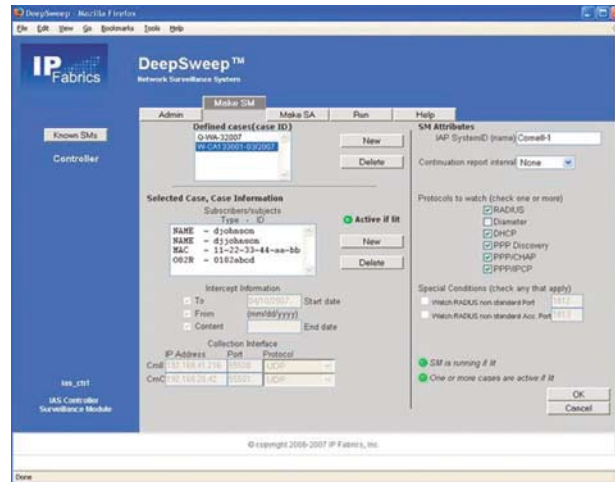 DeepSweep - Mozilla Firefox
File Edit View Go Bookmarks Tools Help
IP Fabrics
DeepSweep™
Network Surveillance System
Admin Make SM Make SA Run Help
Known SMs
Controller
Defined cases(case ID)
Q-WA-32007
W-CA133001-03/2007
New
Delete
Selected Case, Case Information
Subscribers/subjects
Type - ID
NAME - djohnson
NAME - djjohnson
MAC - 11-22-33-44-aa-bb
O82R - 0182abcd
Active if lit
New
Delete
Intercept Information
To 04/10/2007 Start date
From (mm/dd/yyyy)
Content End date
Collection Interface
IP Address Port Protocol
CmII UDP
CmC UDP
SM Attributes
IAP SystemID (name) Cornell-1
Continuation report interval None
Protocols to watch (check one or more)
RADIUS
Diameter
DHCP
PPP Discovery
PPP/CHAP
PPP/IPCP
Special Conditions (check any that apply)
Watch RADIUS non standard Port 1812
Watch RADIUS non standard Acc. Port 1813
SM is running if lit
One or more cases are active if lit
OK
Cancel
ias_ctrl
IAS Controller
Surveillance Module
© copyright 2006-2007 IP Fabrics, Inc.
Done